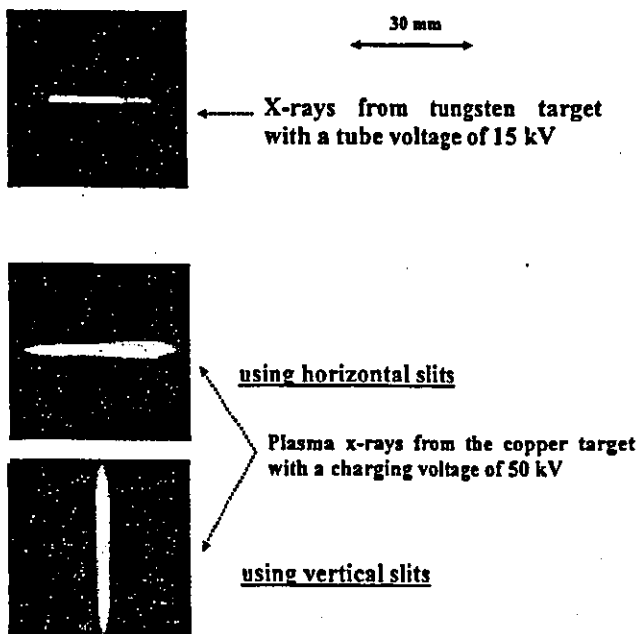 30 mm
X-rays from tungsten target
with a tube voltage of 15 kV
using horizontal slits
Plasma x-rays from the copper target
with a charging voltage of 50 kV
using vertical slits